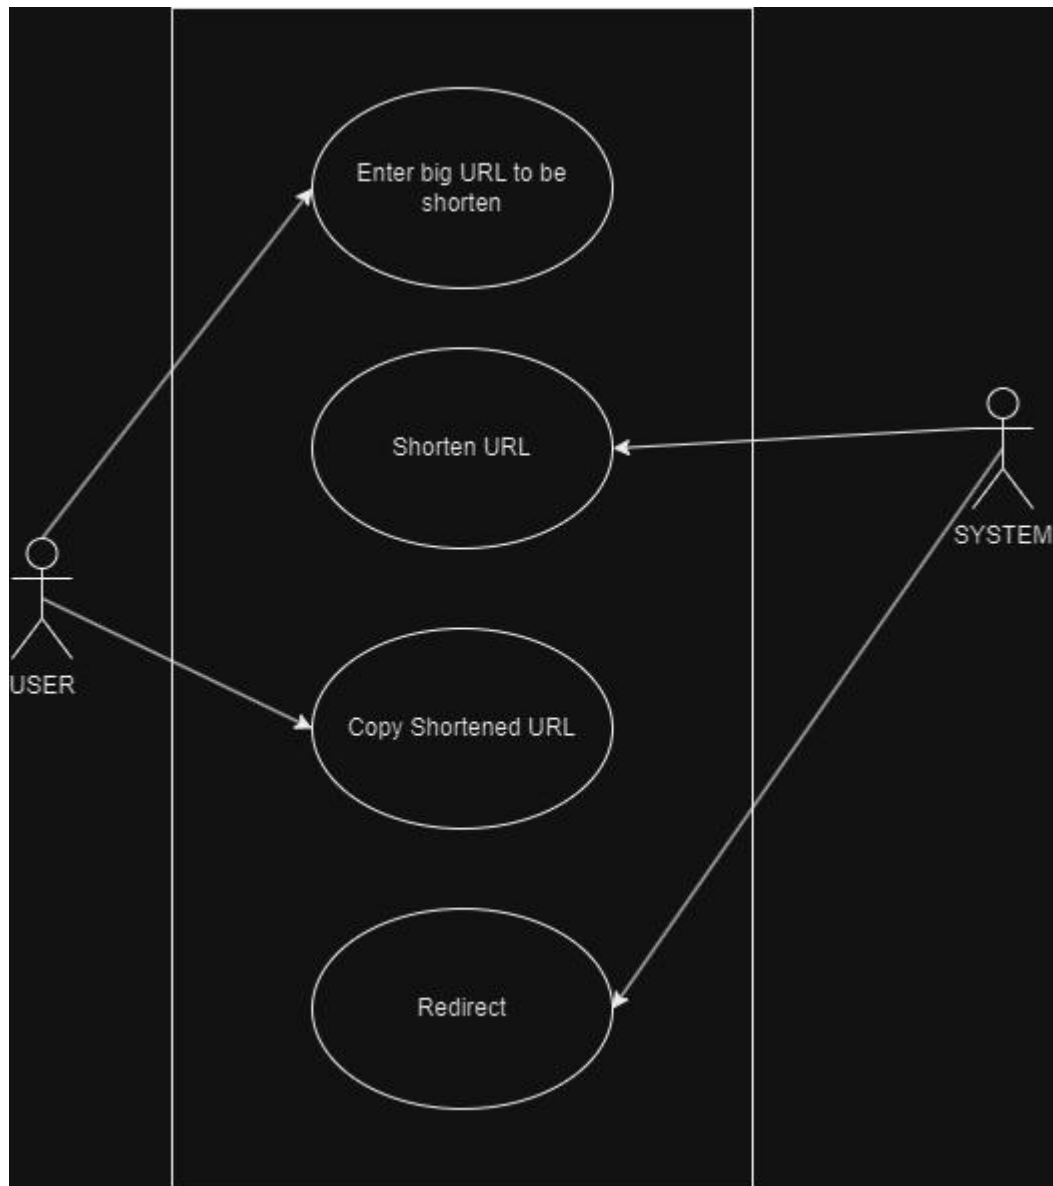 Enter big URL to be
shorten
Shorten URL
SYSTEM
USER
Copy Shortened URL
Redirect